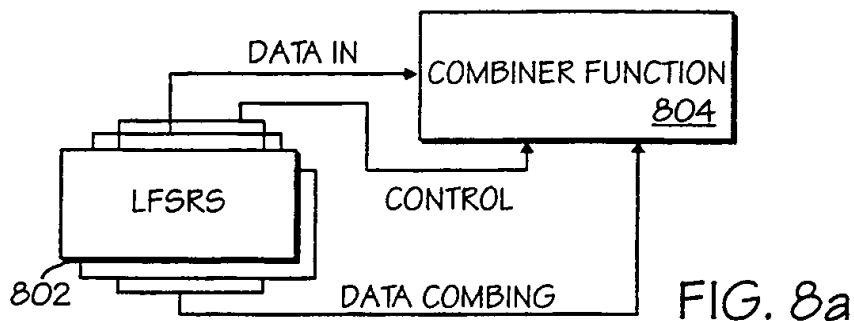 DATA IN
COMBINER FUNCTION
804
LFSRS
CONTROL
802
DATA COMBING
FIG. 8a